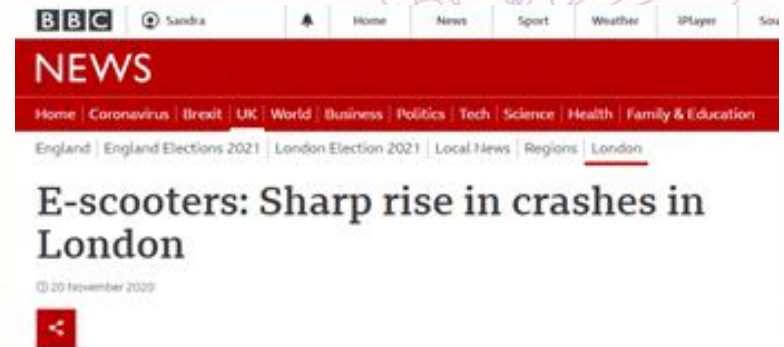 BBC Sandra Home News Sport Weather iPlayer Sou
NEWS
Home Coronavirus Brexit UK World Business Politics Tech Science Health Family & Education
England England Elections 2021 London Election 2021 Local News Regions London
E-scooters: Sharp rise in crashes in
London
20 November 2020